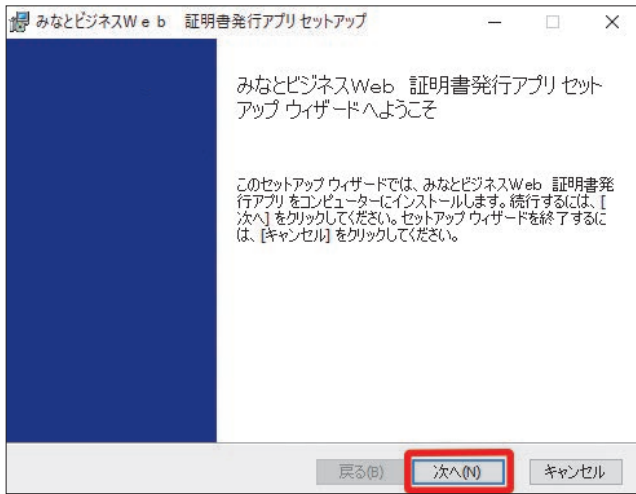 みなとビジネスWeb　証明書発行アプリ セットアップ
みなとビジネスWeb　証明書発行アプリ セット
アップ ウィザードへようこそ
このセットアップ ウィザードでは、みなとビジネスWeb　証明書発
行アプリ をコンピューターにインストールします。続行するには、[
次へ] をクリックしてください。セットアップ ウィザードを終了するに
は、[キャンセル] をクリックしてください。
戻る(B) 次へ(N) キャンセル